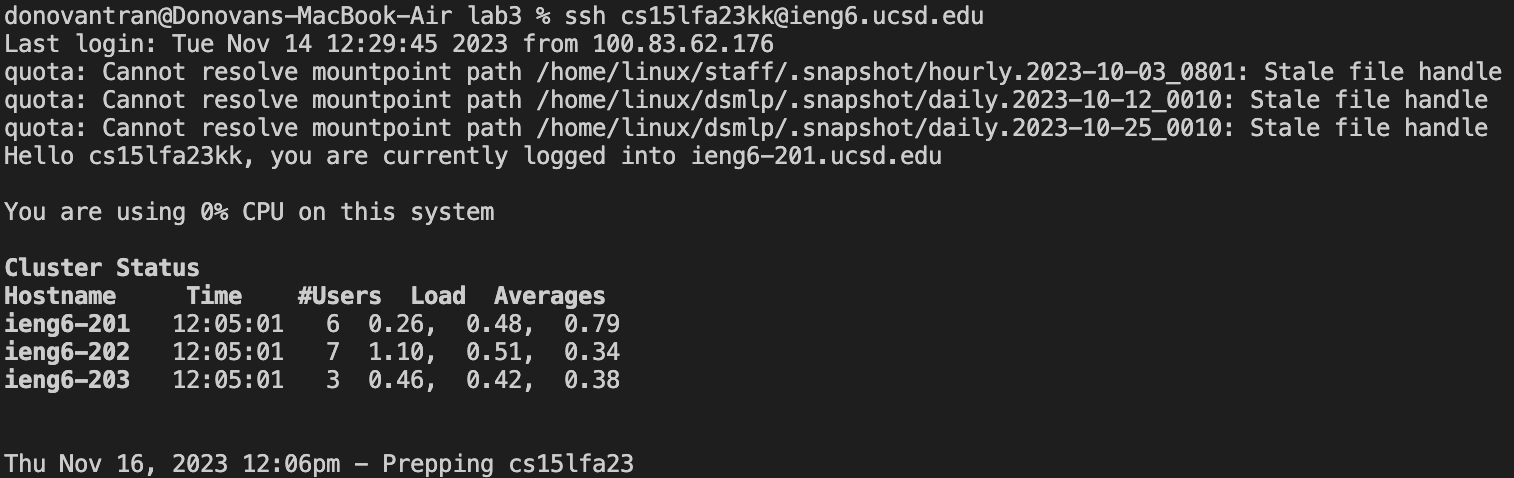 donovantran@Donovans-MacBook-Air lab3 % ssh cs15lfa23kk@ieng6.ucsd.edu
Last login: Tue Nov 14 12:29:45 2023 from 100.83.62.176
quota: Cannot resolve mountpoint path /home/linux/staff/.snapshot/hourly.2023-10-03_0801: Stale file handle
quota: Cannot resolve mountpoint path /home/linux/dsmlp/.snapshot/daily.2023-10-12_0010: Stale file handle
quota: Cannot resolve mountpoint path /home/linux/dsmlp/.snapshot/daily.2023-10-25_0010: Stale file handle
Hello cs15lfa23kk, you are currently logged into ieng6-201.ucsd.edu
You are using 0% CPU on this system
Cluster Status
Hostname     Time    #Users  Load  Averages
ieng6-201   12:05:01   6  0.26,  0.48,  0.79
ieng6-202   12:05:01   7  1.10,  0.51,  0.34
ieng6-203   12:05:01   3  0.46,  0.42,  0.38
Thu Nov 16, 2023 12:06pm - Prepping cs15lfa23